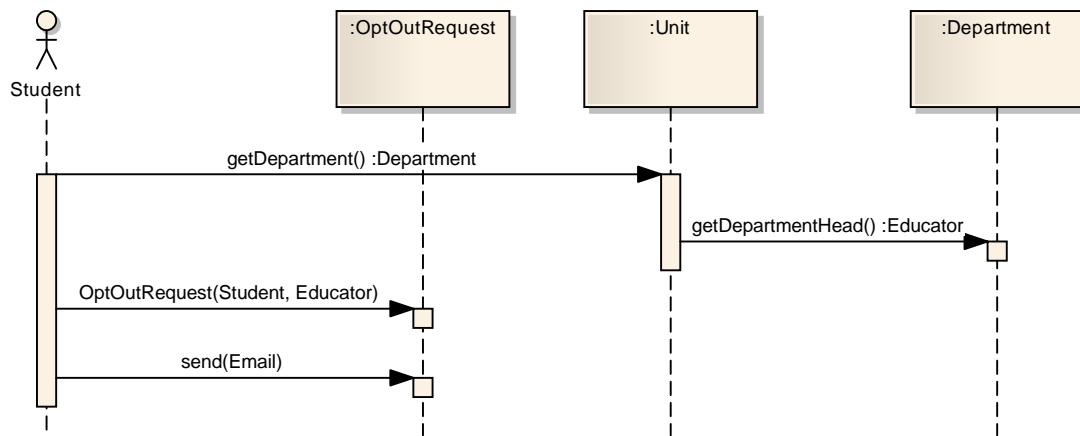 :OptOutRequest
:Unit
:Department
Student
getDepartment() :Department
getDepartmentHead() :Educator
OptOutRequest(Student, Educator)
send(Email)